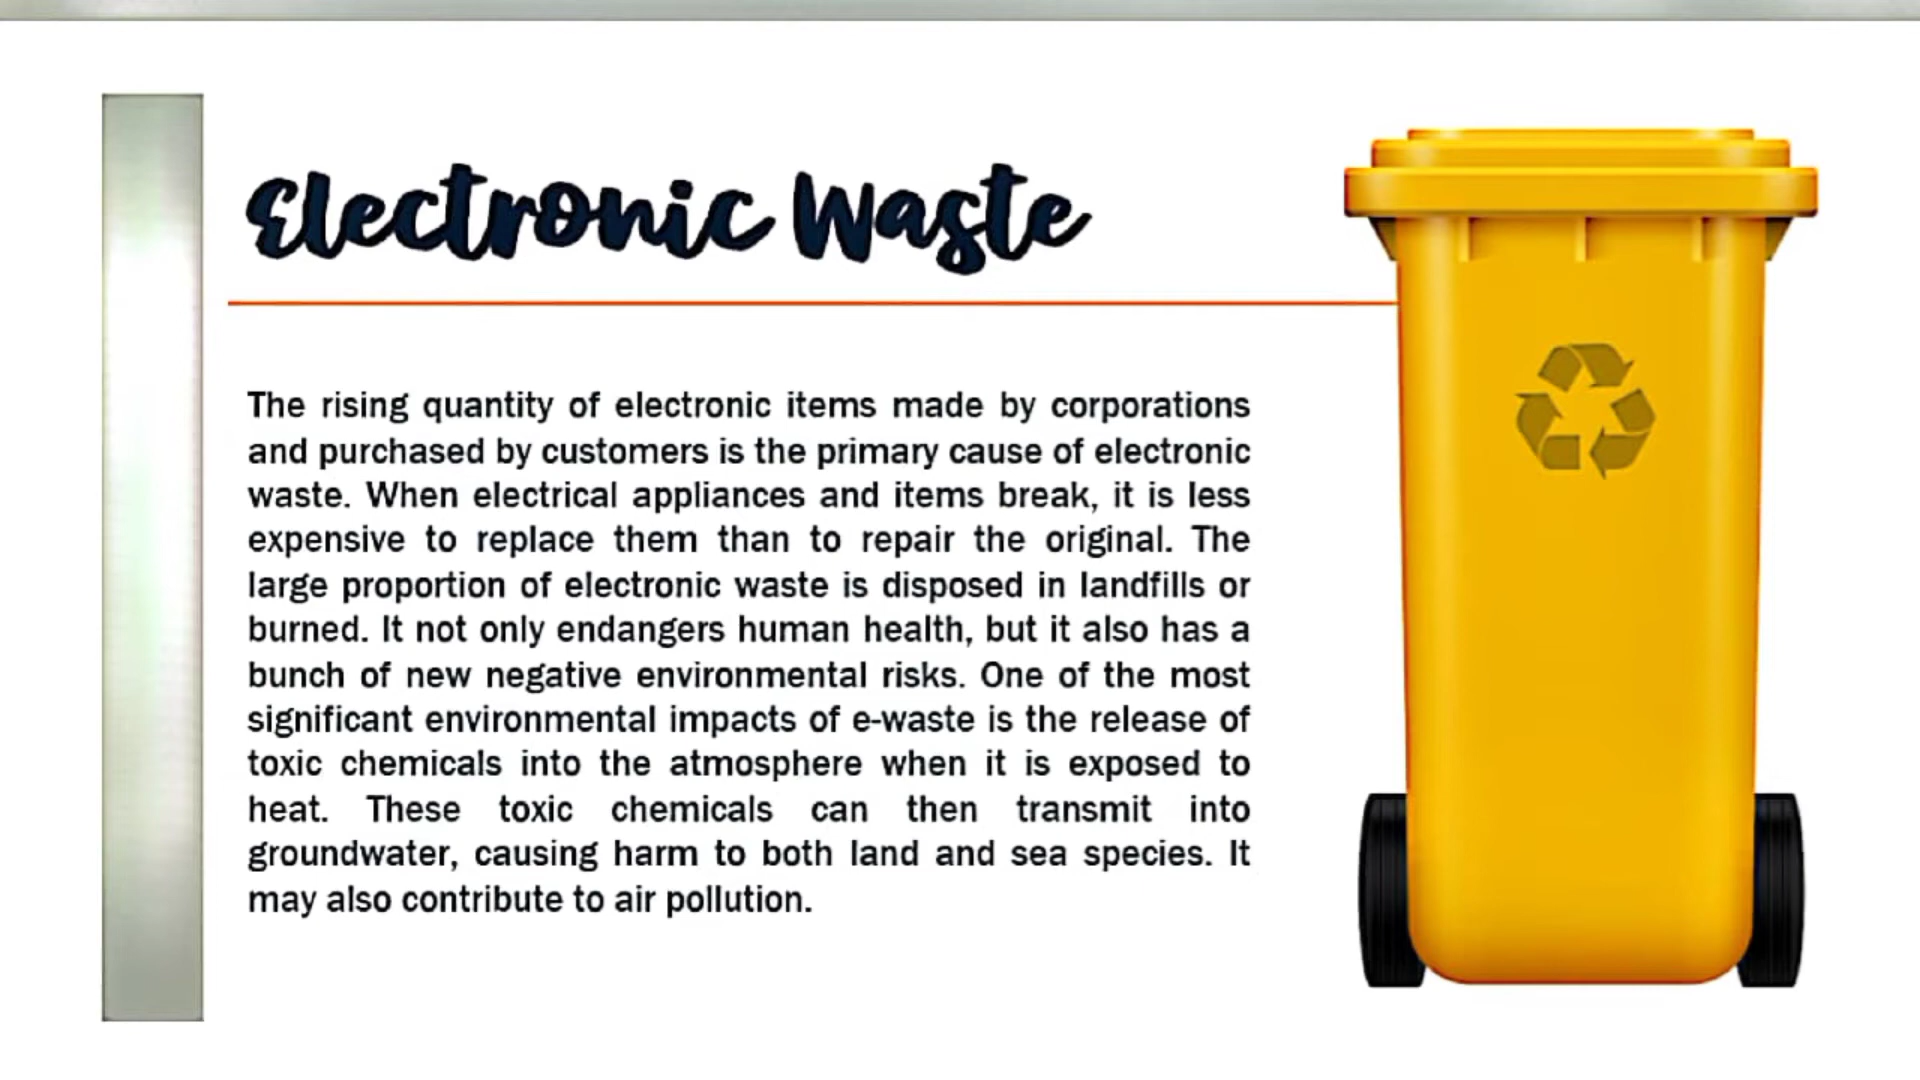 Electronic Waste
The rising quantity of electronic items made by corporations
and purchased by customers is the primary cause of electronic
waste. When electrical appliances and items break, it is less
expensive to replace them than to repair the original. The
large proportion of electronic waste is disposed in landfills or
burned. It not only endangers human health, but it also has a
bunch of new negative environmental risks. One of the most
significant environmental impacts of e-waste is the release of
toxic chemicals into the atmosphere when it is exposed to
heat. These toxic chemicals can then transmit into
groundwater, causing harm to both land and sea species. It
may also contribute to air pollution.